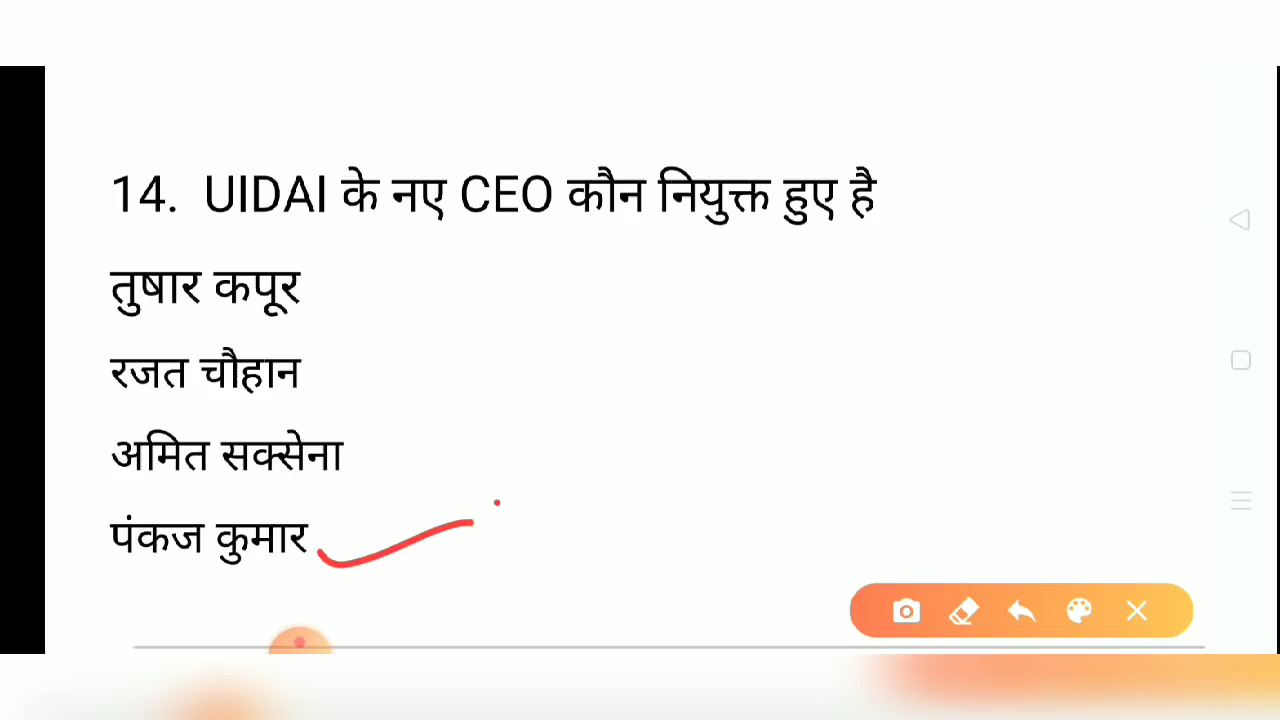 14. UIDAI के नए CEO कौन नियुक्त हुए है
तुषार कपूर
रजत चौहान
अमित सक्सेना
पंकज कुमार